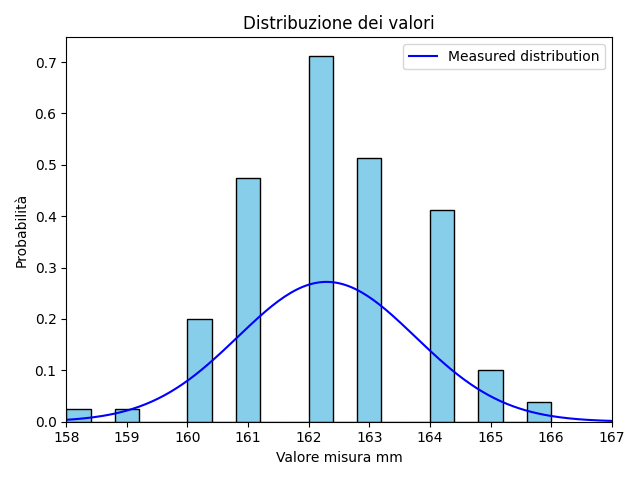 Distribuzione dei valori
Measured distribution
Probabilità
0.7
0.6
0.5
0.4
0.3
0.2
0.1
0.0
158 159 160 161 162 163 164 165 166 167
Valore misura mm